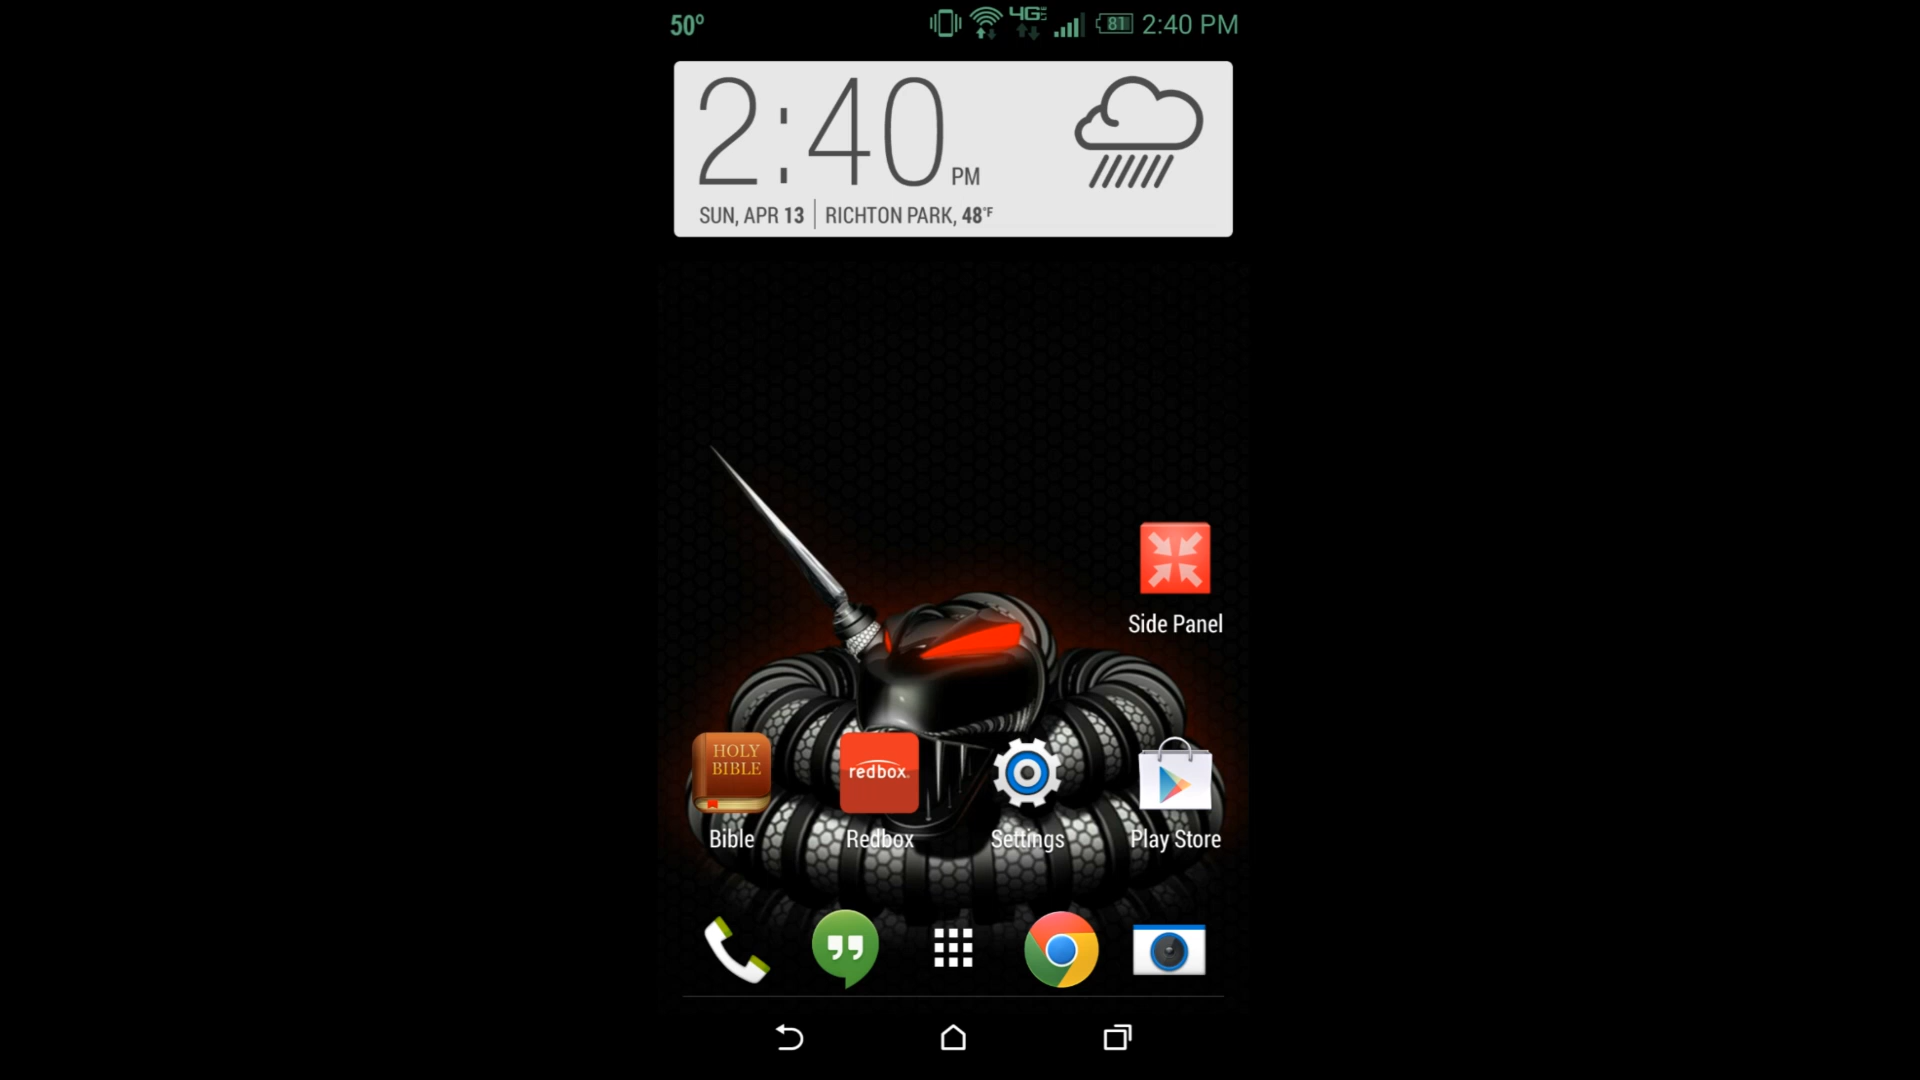 50° 4G LTE 81 2:40 PM
2:40 PM
SUN, APR 13 RICHTON PARK, 48°F
Side Panel
HOLY
BIBLE
redbox.
Bible Redbox Settings Play Store